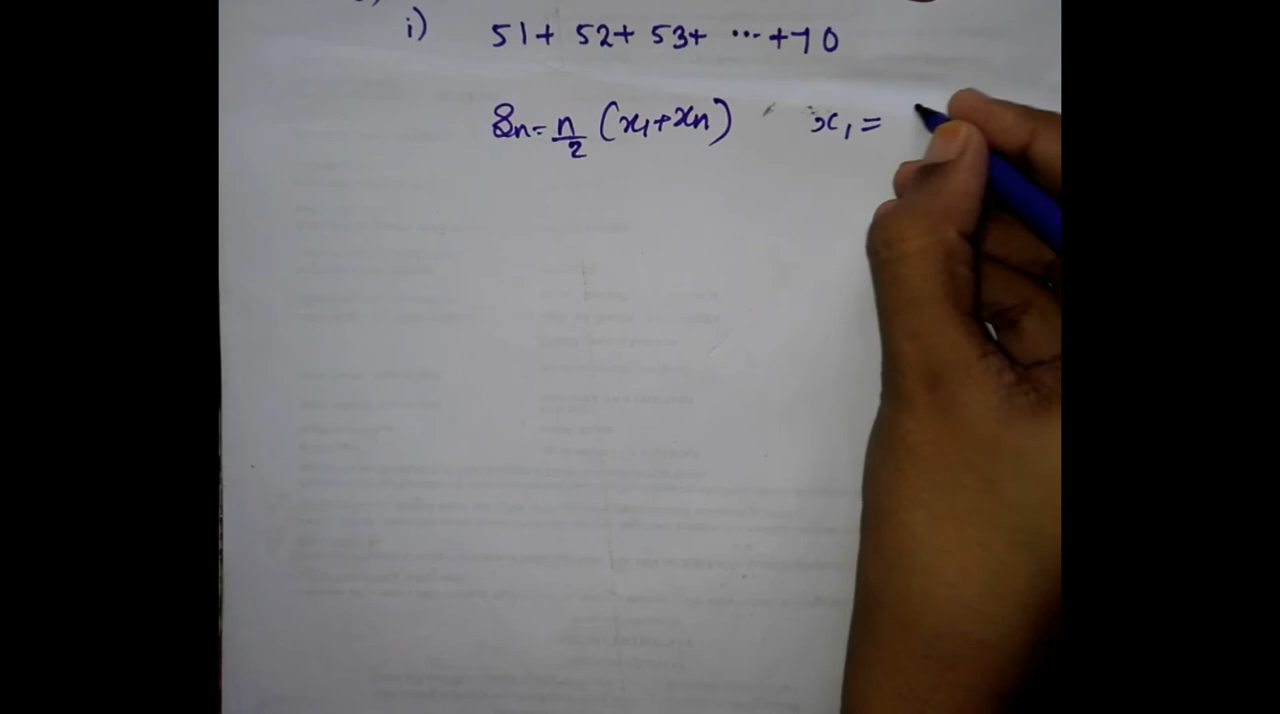 i) 51+ 52+ 53+ ... +70
Sn = n/2 (x1+xn) x1 =